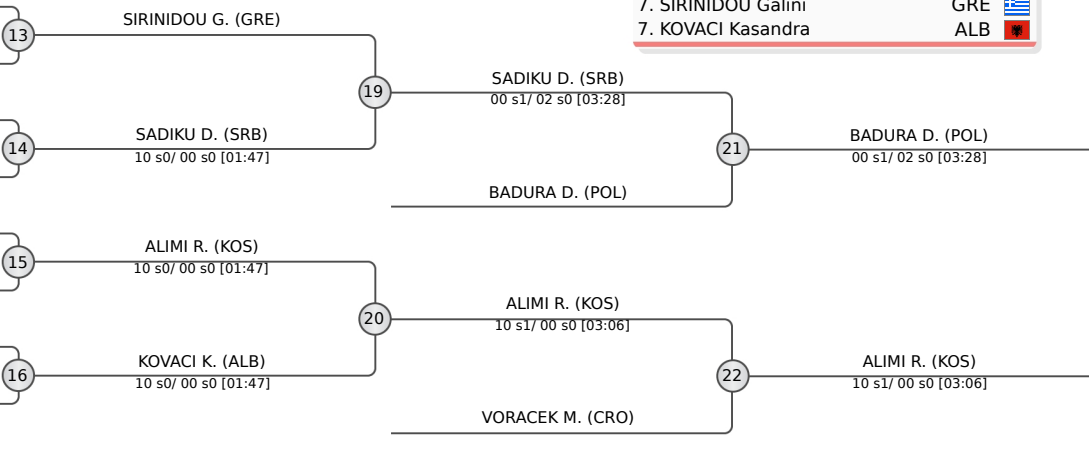 7. SIRINIDOU Galini GRE
7. KOVACI Kasandra ALB
SIRINIDOU G. (GRE)
13
SADIKU D. (SRB)
10 s0/ 00 s0 [01:47]
14
19
SADIKU D. (SRB)
00 s1/ 02 s0 [03:28]
BADURA D. (POL)
21
BADURA D. (POL)
00 s1/ 02 s0 [03:28]
ALIMI R. (KOS)
10 s0/ 00 s0 [01:47]
15
KOVACI K. (ALB)
10 s0/ 00 s0 [01:47]
16
20
ALIMI R. (KOS)
10 s1/ 00 s0 [03:06]
VORACEK M. (CRO)
22
ALIMI R. (KOS)
10 s1/ 00 s0 [03:06]